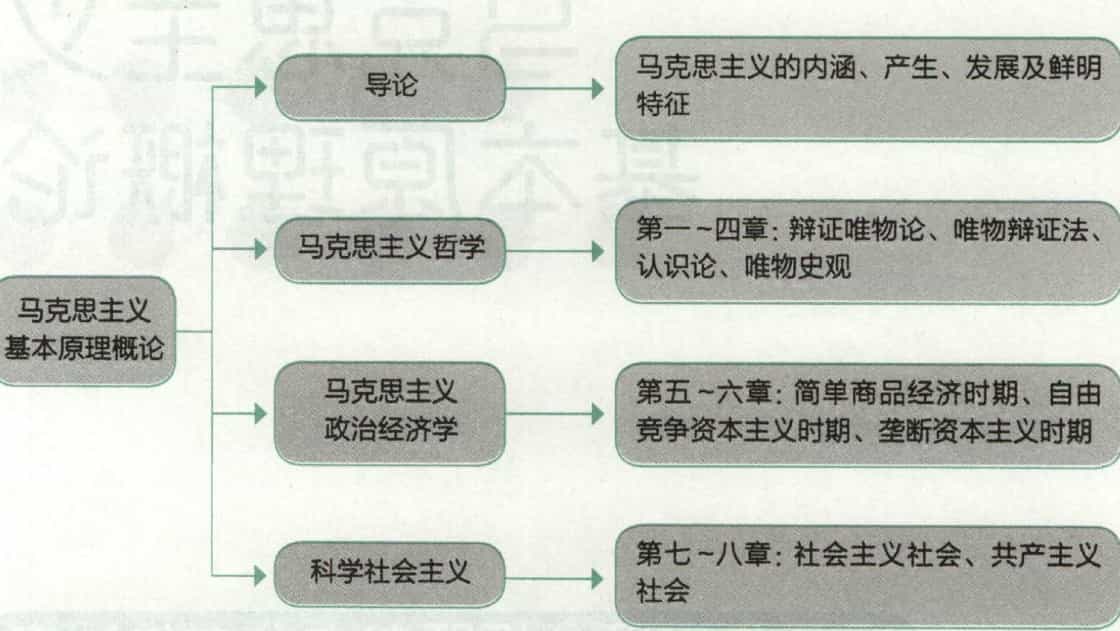 导论
马克思主义的内涵、产生、发展及鲜明
特征
马克思主义哲学
第一~四章：辩证唯物论、唯物辩证法、
认识论、唯物史观
马克思主义
基本原理概论
马克思主义
政治经济学
第五~六章：简单商品经济时期、自由
竞争资本主义时期、垄断资本主义时期
科学社会主义
第七~八章：社会主义社会、共产主义
社会